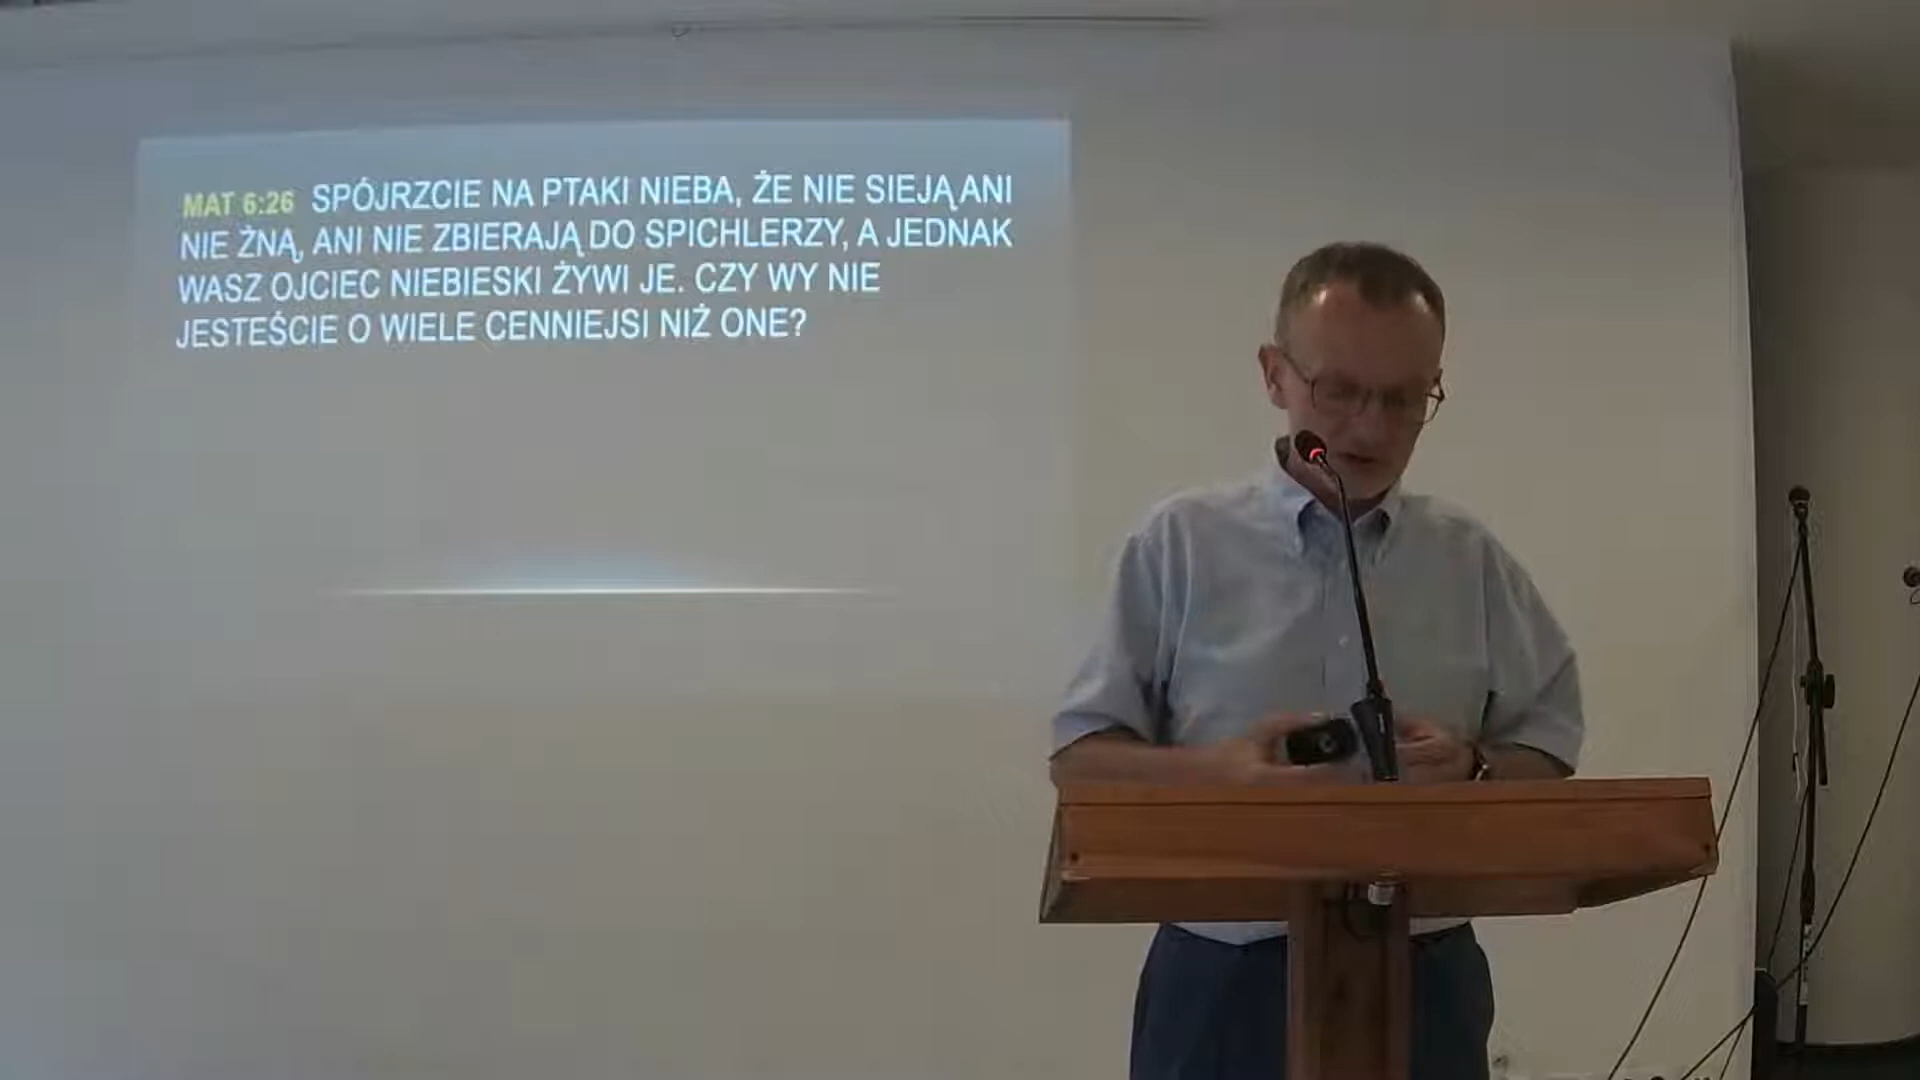 MAT 6:26 SPÓJRZCIE NA PTAKI NIEBA, ŻE NIE SIEJĄ ANI
NIE ŻNĄ, ANI NIE ZBIERAJĄ DO SPICHLERZY, A JEDNAK
WASZ OJCIEC NIEBIESKI ŻYWI JE. CZY WY NIE
JESTEŚCIE O WIELE CENNIEJSI NIŻ ONE?